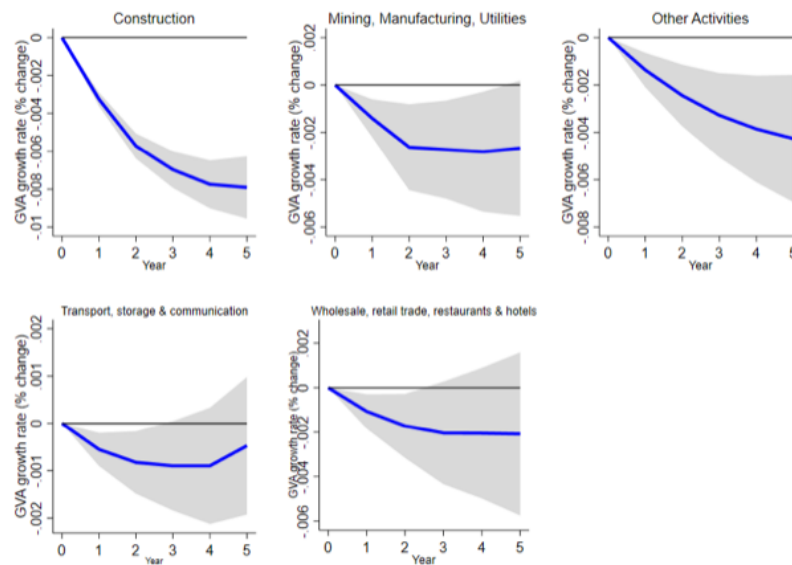 Construction
GVA growth rate (% change)
0
-.002
-.004
-.006
-.008
-.01
0 1 2 3 4 5
Year
Mining, Manufacturing, Utilities
GVA growth rate (% change)
.002
0
-.002
-.004
-.006
0 1 2 3 4 5
Year
Other Activities
GVA growth rate (% change)
0
-.002
-.004
-.006
-.008
0 1 2 3 4 5
Year
Transport, storage & communication
GVA growth rate (% change)
.002
.001
0
-.001
-.002
0 1 2 3 4 5
Year
Wholesale, retail trade, restaurants & hotels
GVA growth rate (% change)
.002
0
-.002
-.004
-.006
0 1 2 3 4 5
Year